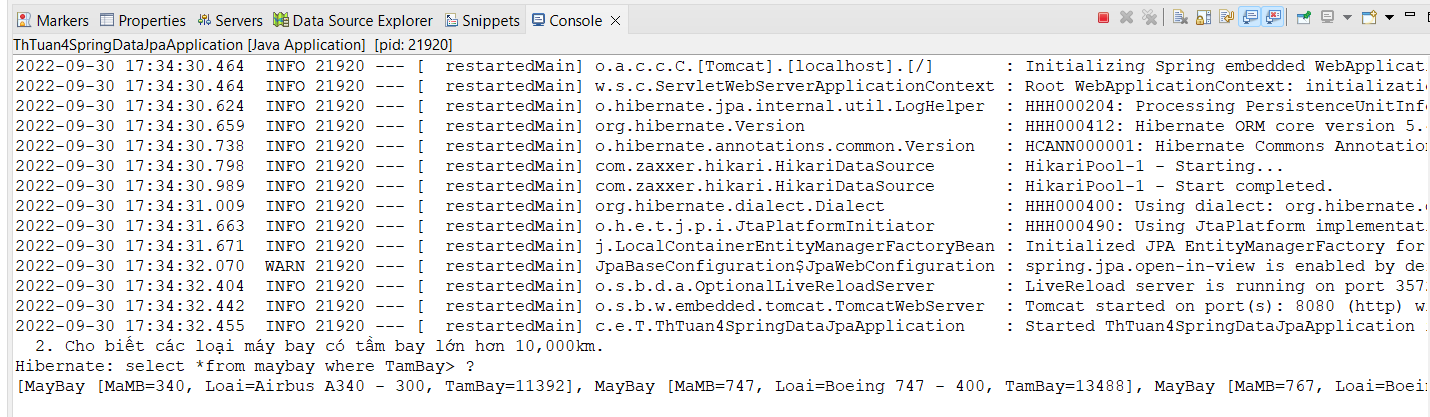 Markers Properties Servers Data Source Explorer Snippets Console
ThTuan4SpringDataJpaApplication [Java Application] [pid: 21920]
2022-09-30 17:34:30.464  INFO 21920 --- [  restartedMain] o.a.c.c.C.[Tomcat].[localhost].[/]       : Initializing Spring embedded WebApplicat
2022-09-30 17:34:30.464  INFO 21920 --- [  restartedMain] w.s.c.ServletWebServerApplicationContext : Root WebApplicationContext: initializatio
2022-09-30 17:34:30.624  INFO 21920 --- [  restartedMain] o.hibernate.jpa.internal.util.LogHelper  : HHH000204: Processing PersistenceUnitInfo
2022-09-30 17:34:30.659  INFO 21920 --- [  restartedMain] org.hibernate.Version                    : HHH000412: Hibernate ORM core version 5.
2022-09-30 17:34:30.738  INFO 21920 --- [  restartedMain] o.hibernate.annotations.common.Version   : HCANN000001: Hibernate Commons Annotation
2022-09-30 17:34:30.798  INFO 21920 --- [  restartedMain] com.zaxxer.hikari.HikariDataSource       : HikariPool-1 - Starting...
2022-09-30 17:34:30.989  INFO 21920 --- [  restartedMain] com.zaxxer.hikari.HikariDataSource       : HikariPool-1 - Start completed.
2022-09-30 17:34:31.009  INFO 21920 --- [  restartedMain] org.hibernate.dialect.Dialect            : HHH000400: Using dialect: org.hibernate.
2022-09-30 17:34:31.663  INFO 21920 --- [  restartedMain] o.h.e.t.j.p.i.JtaPlatformInitiator       : HHH000490: Using JtaPlatform implementati
2022-09-30 17:34:31.671  INFO 21920 --- [  restartedMain] j.LocalContainerEntityManagerFactoryBean : Initialized JPA EntityManagerFactory for
2022-09-30 17:34:32.070  WARN 21920 --- [  restartedMain] JpaBaseConfiguration$JpaWebConfiguration : spring.jpa.open-in-view is enabled by de
2022-09-30 17:34:32.404  INFO 21920 --- [  restartedMain] o.s.b.d.a.OptionalLiveReloadServer       : LiveReload server is running on port 357
2022-09-30 17:34:32.442  INFO 21920 --- [  restartedMain] o.s.b.w.embedded.tomcat.TomcatWebServer  : Tomcat started on port(s): 8080 (http) w
2022-09-30 17:34:32.455  INFO 21920 --- [  restartedMain] c.e.T.ThTuan4SpringDataJpaApplication    : Started ThTuan4SpringDataJpaApplication
2. Cho biết các loại máy bay có tầm bay lớn hơn 10,000km.
Hibernate: select *from maybay where TamBay> ?
[MayBay [MaMB=340, Loai=Airbus A340 - 300, TamBay=11392], MayBay [MaMB=747, Loai=Boeing 747 - 400, TamBay=13488], MayBay [MaMB=767, Loai=Boei